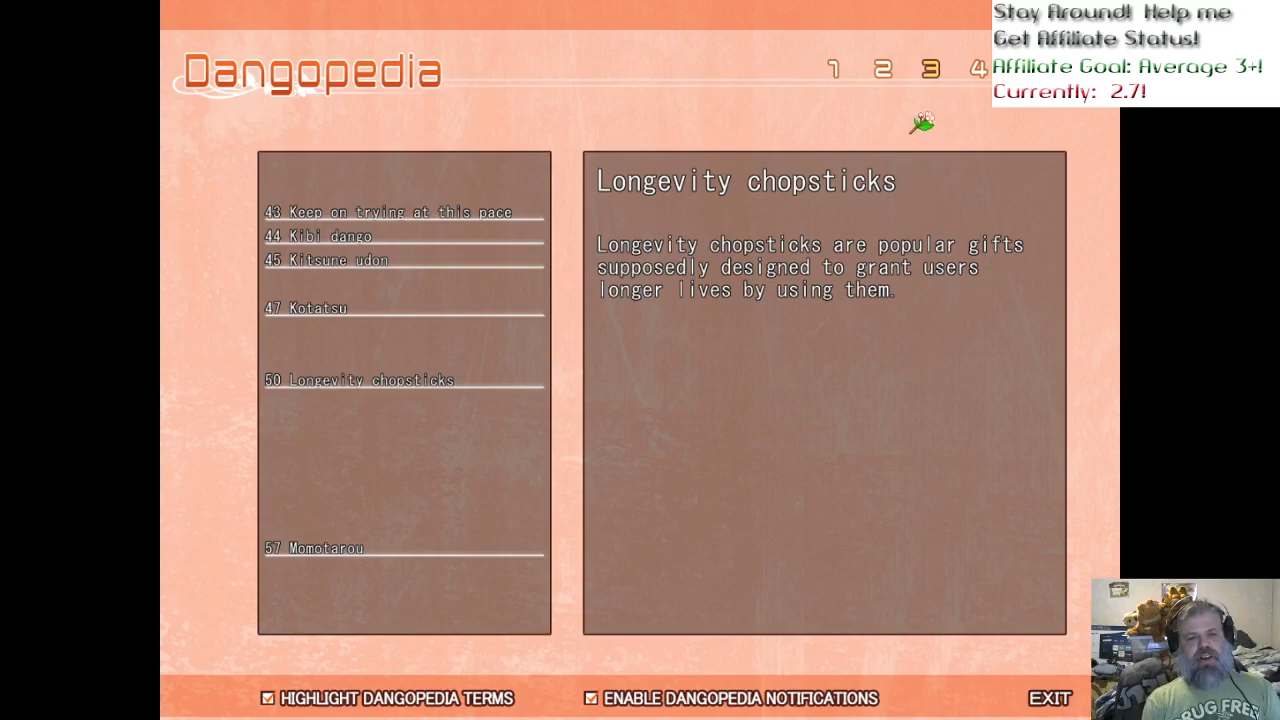 Stay Around! Help me
Get Affiliate Status!
Affiliate Goal: Average 3+!
Currently: 2.7!
Dangopedia
1 2 3 4
43 Keep on trying at this pace
44 Kibi dango
45 Kitsune udon
47 Kotatsu
50 Longevity chopsticks
57 Momotarou
Longevity chopsticks
Longevity chopsticks are popular gifts
supposedly designed to grant users
longer lives by using them.
HIGHLIGHT DANGOPEDIA TERMS
ENABLE DANGOPEDIA NOTIFICATIONS
EXIT
BUG FREE